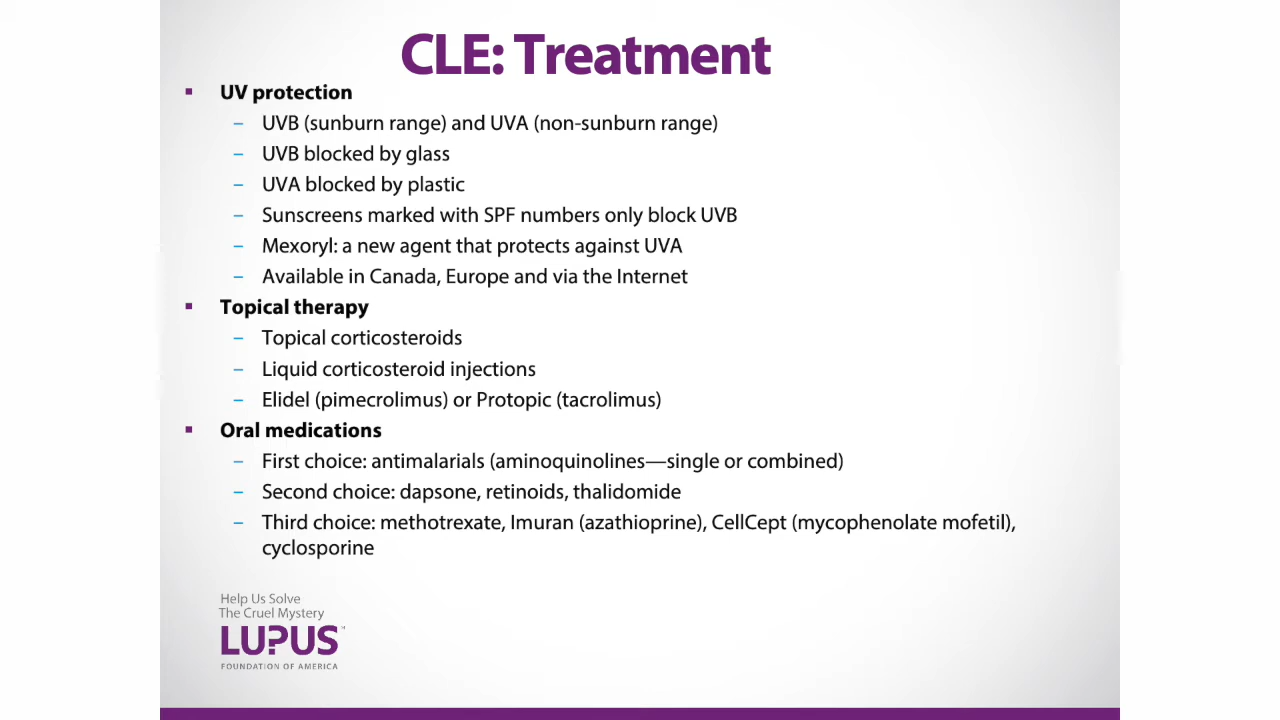 CLE: Treatment
▪ UV protection
– UVB (sunburn range) and UVA (non-sunburn range)
– UVB blocked by glass
– UVA blocked by plastic
– Sunscreens marked with SPF numbers only block UVB
– Mexoryl: a new agent that protects against UVA
– Available in Canada, Europe and via the Internet
▪ Topical therapy
– Topical corticosteroids
– Liquid corticosteroid injections
– Elidel (pimecrolimus) or Protopic (tacrolimus)
▪ Oral medications
– First choice: antimalarials (aminoquinolines—single or combined)
– Second choice: dapsone, retinoids, thalidomide
– Third choice: methotrexate, Imuran (azathioprine), CellCept (mycophenolate mofetil),
cyclosporine
Help Us Solve
The Cruel Mystery
LUPUS™
FOUNDATION OF AMERICA